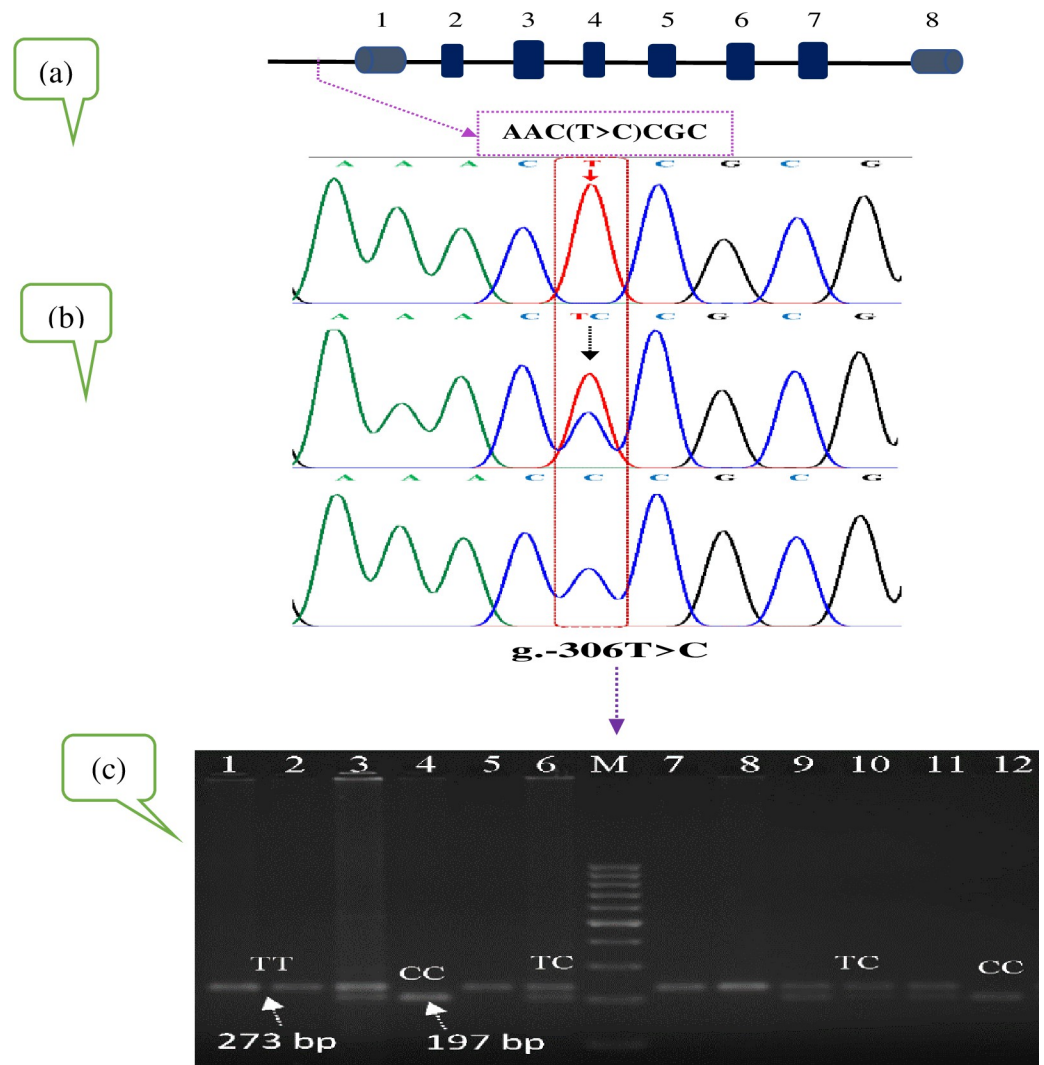 1 2 3 4 5 6 7 8
(a)
AAC(T>C)CGC
A A A C T C G C G
(b)
A A A C TC C G C G
A A A C C C G C G
g.-306T>C
(c)
1 2 3 4 5 6 M 7 8 9 10 11 12
TT CC TC TC CC
273 bp 197 bp